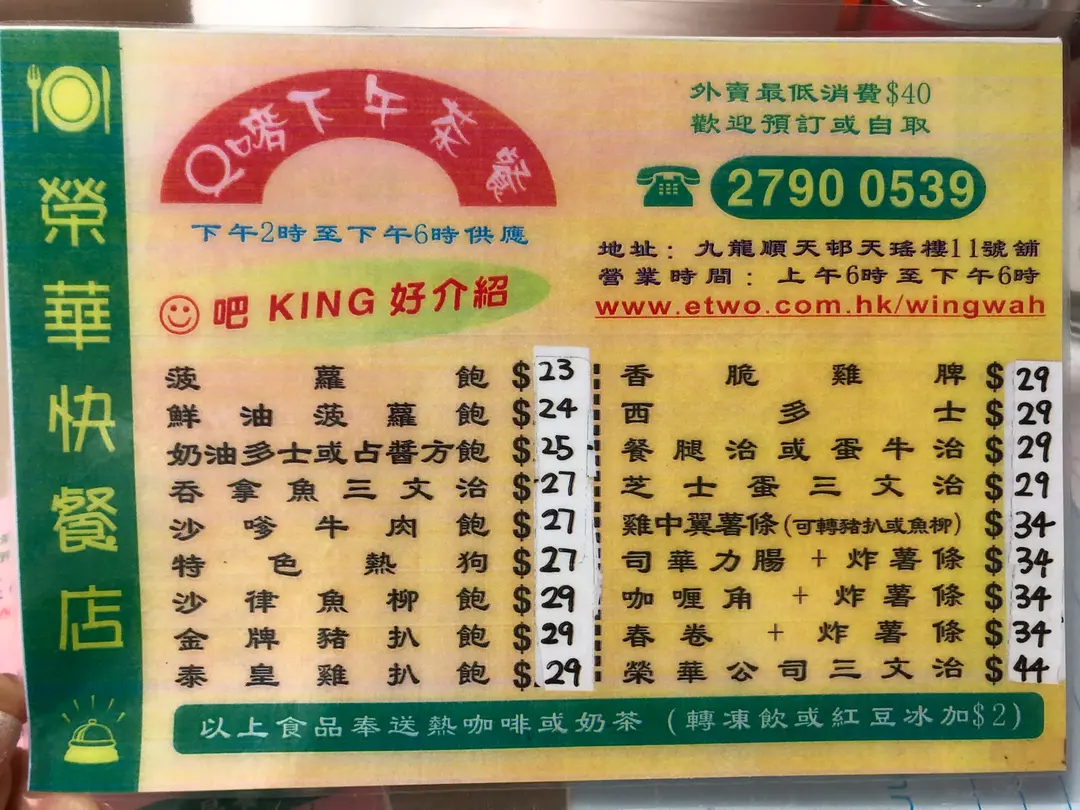 榮華快餐店
下午茶
下午2時至下午6時供應
吧 KING 好介紹
外賣最低消費$40
歡迎預訂或自取
2790 0539
地址：九龍順天邨天瑤樓11號舖
營業時間：上午6時至下午6時
www.etwo.com.hk/wingwah
菠蘿飽 $23
鮮油菠蘿飽 $24
奶油多士或占醬方飽 $25
吞拿魚三文治 $27
沙嗲牛肉飽 $27
特色熱狗 $27
沙律魚柳飽 $29
金牌豬扒飽 $29
泰皇雞扒飽 $29
香脆雞脾 $29
西多士 $29
餐腿治或蛋牛治 $29
芝士蛋三文治 $29
雞中翼薯條(可轉豬扒或魚柳) $34
司華力腸 + 炸薯條 $34
咖喱角 + 炸薯條 $34
春卷 + 炸薯條 $34
榮華公司三文治 $44
以上食品奉送熱咖啡或奶茶（轉凍飲或紅豆冰加$2）